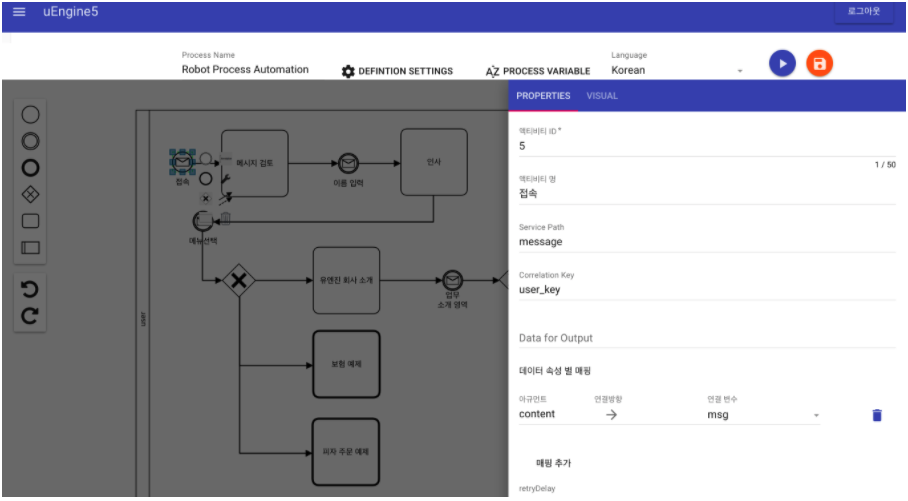 uEngine5
로그아웃
Process Name
Robot Process Automation
DEFINTION SETTINGS
PROCESS VARIABLE
Language
Korean
PROPERTIES
VISUAL
액티비티 ID *
5
1 / 50
액티비티 명
접속
Service Path
message
Correlation Key
user_key
Data for Output
데이터 속성 별 매핑
아규먼트
연결방향
연결 변수
content
msg
매핑 추가
retryDelay
user
접속
메시지 검토
이름 입력
인사
메뉴선택
유엔진 회사 소개
업무
소개 영역
보험 예제
피자 주문 예제